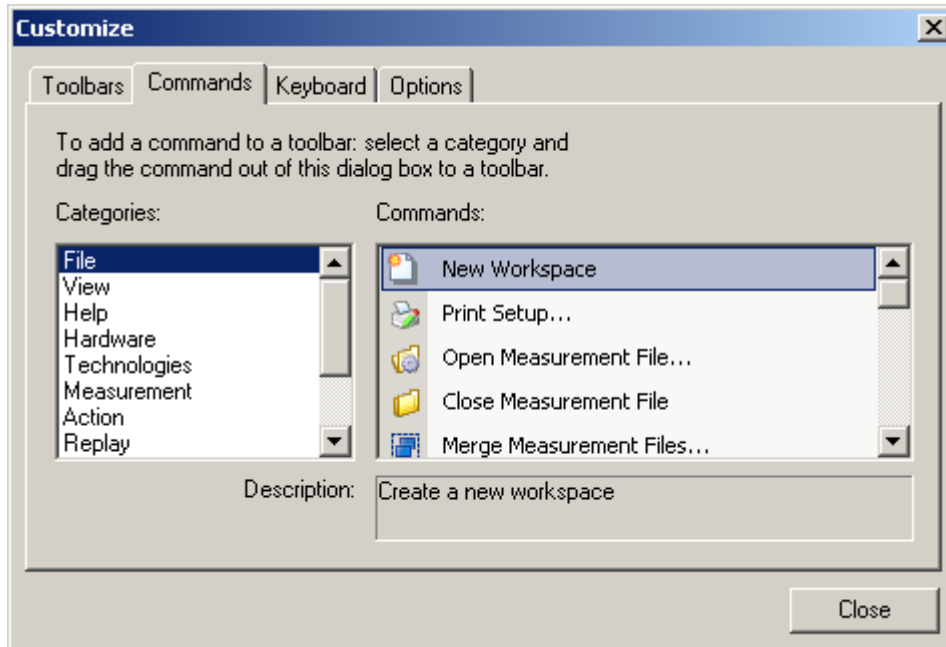 Customize
Toolbars Commands Keyboard Options
To add a command to a toolbar: select a category and
drag the command out of this dialog box to a toolbar.
Categories:
Commands:
File
View
Help
Hardware
Technologies
Measurement
Action
Replay
New Workspace
Print Setup...
Open Measurement File...
Close Measurement File
Merge Measurement Files...
Description:
Create a new workspace
Close